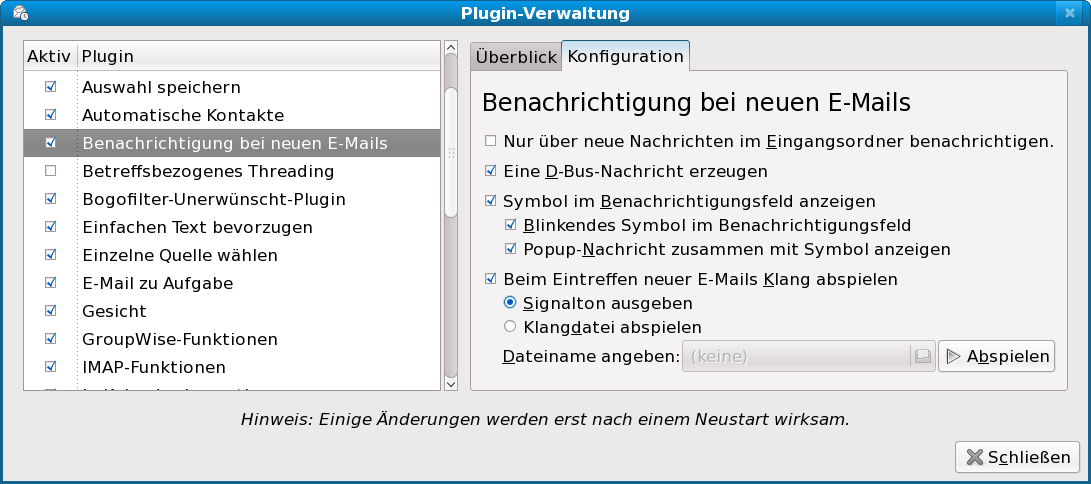 Plugin-Verwaltung
Aktiv Plugin
Auswahl speichern
Automatische Kontakte
Benachrichtigung bei neuen E-Mails
Betreffsbezogenes Threading
Bogofilter-Unerwünscht-Plugin
Einfachen Text bevorzugen
Einzelne Quelle wählen
E-Mail zu Aufgabe
Gesicht
GroupWise-Funktionen
IMAP-Funktionen
Überblick Konfiguration
Benachrichtigung bei neuen E-Mails
Nur über neue Nachrichten im Eingangsordner benachrichtigen.
Eine D-Bus-Nachricht erzeugen
Symbol im Benachrichtigungsfeld anzeigen
Blinkendes Symbol im Benachrichtigungsfeld
Popup-Nachricht zusammen mit Symbol anzeigen
Beim Eintreffen neuer E-Mails Klang abspielen
Signalton ausgeben
Klangdatei abspielen
Dateiname angeben: (keine) Abspielen
Hinweis: Einige Änderungen werden erst nach einem Neustart wirksam.
Schließen